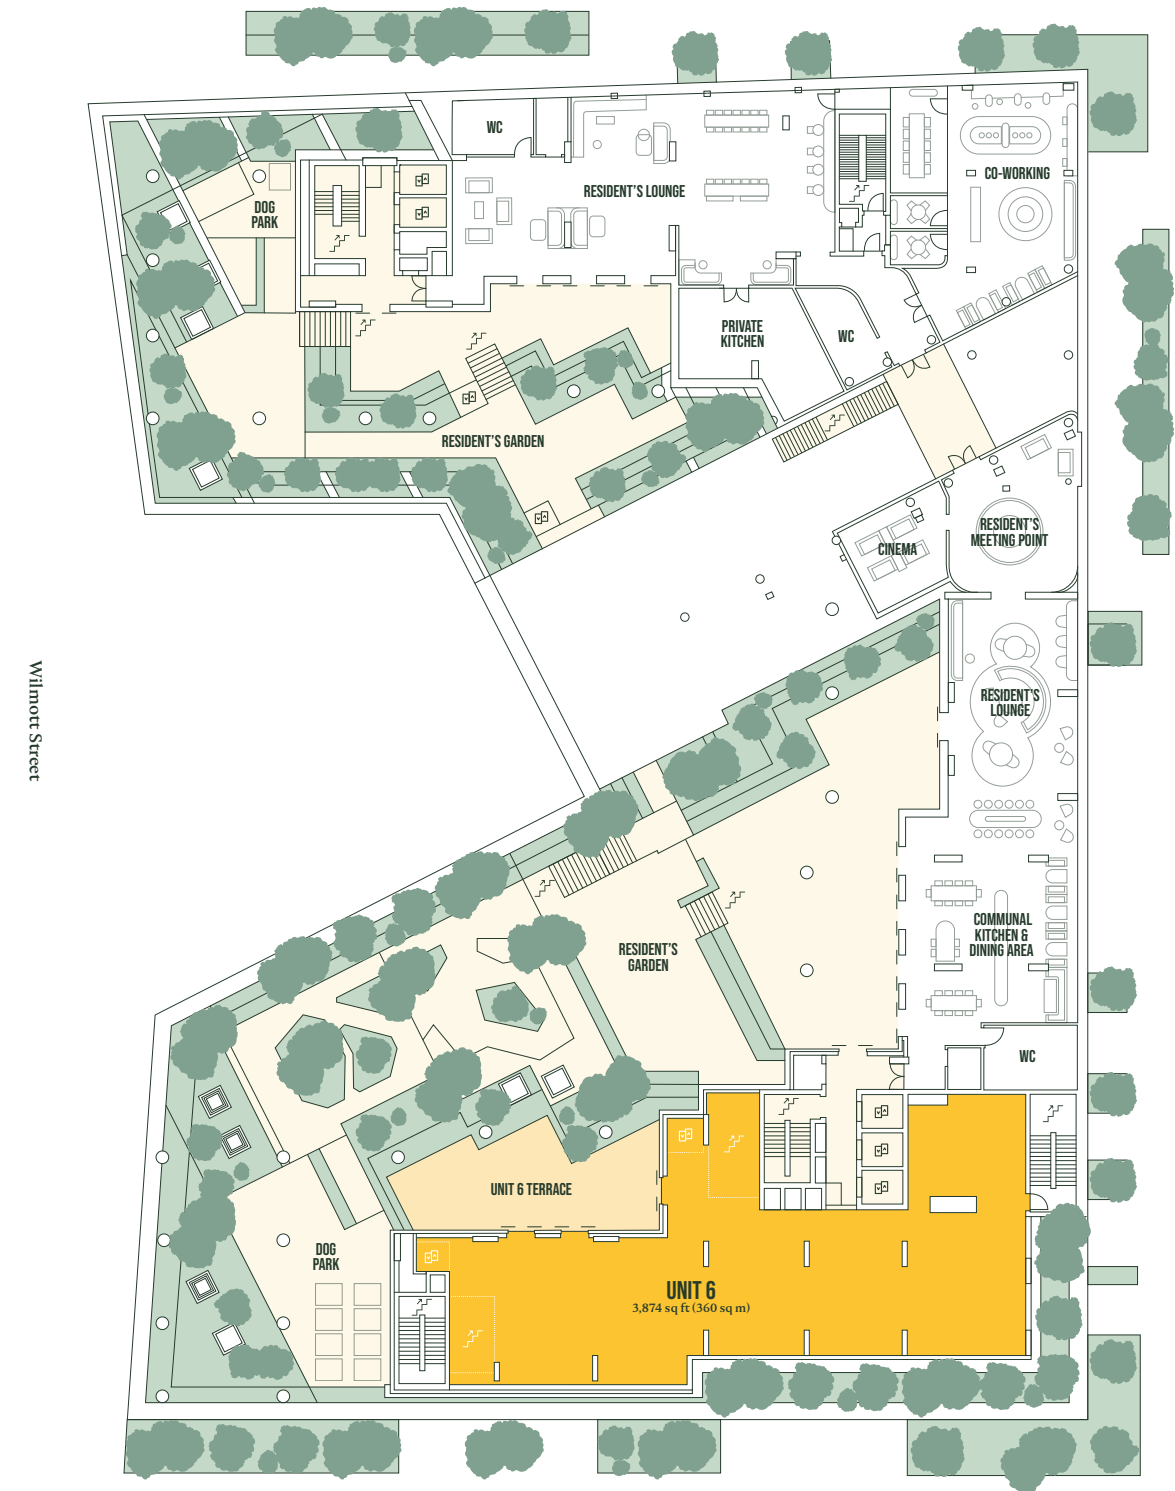 WC
RESIDENT'S LOUNGE
CO-WORKING
DOG
PARK
PRIVATE
KITCHEN
WC
RESIDENT'S GARDEN
CINEMA
RESIDENT'S
MEETING POINT
Wilmott Street
RESIDENT'S
LOUNGE
COMMUNAL
KITCHEN &
DINING AREA
RESIDENT'S
GARDEN
WC
UNIT 6 TERRACE
DOG
PARK
UNIT 6
3,874 sq ft (360 sq m)